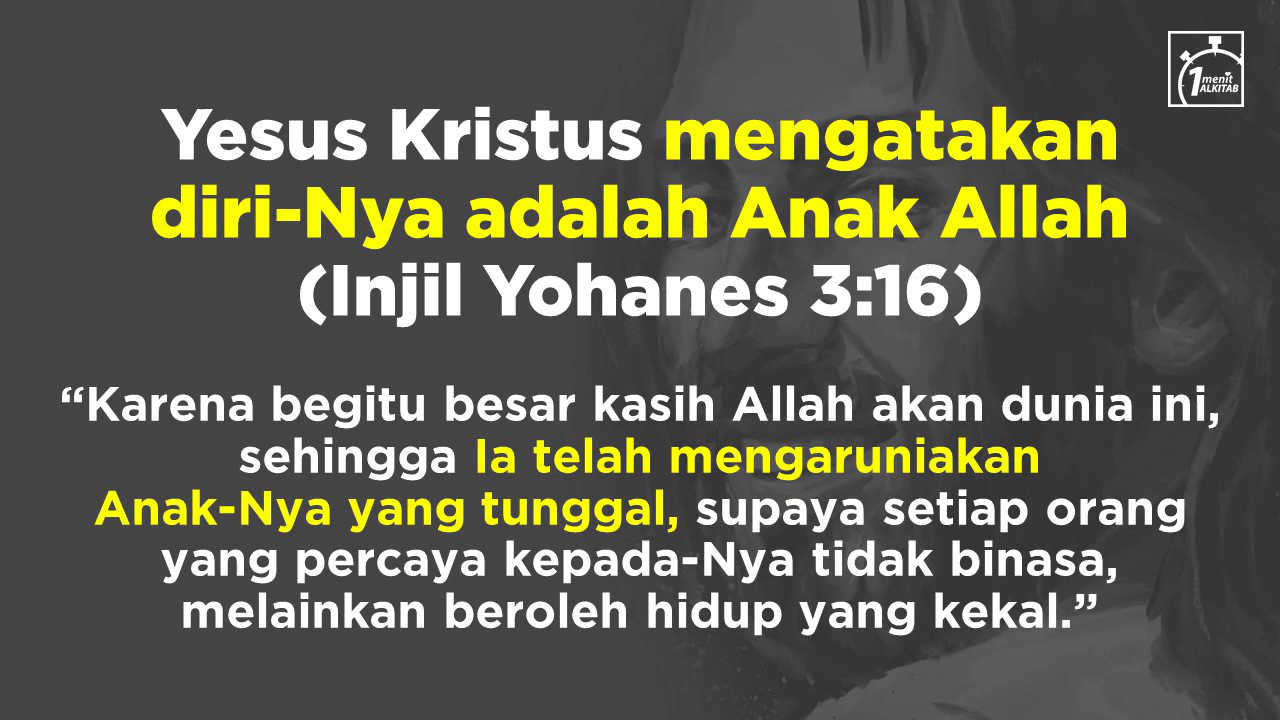 1 menit
ALKITAB
Yesus Kristus mengatakan
diri-Nya adalah Anak Allah
(Injil Yohanes 3:16)
“Karena begitu besar kasih Allah akan dunia ini,
sehingga Ia telah mengaruniakan
Anak-Nya yang tunggal, supaya setiap orang
yang percaya kepada-Nya tidak binasa,
melainkan beroleh hidup yang kekal.”